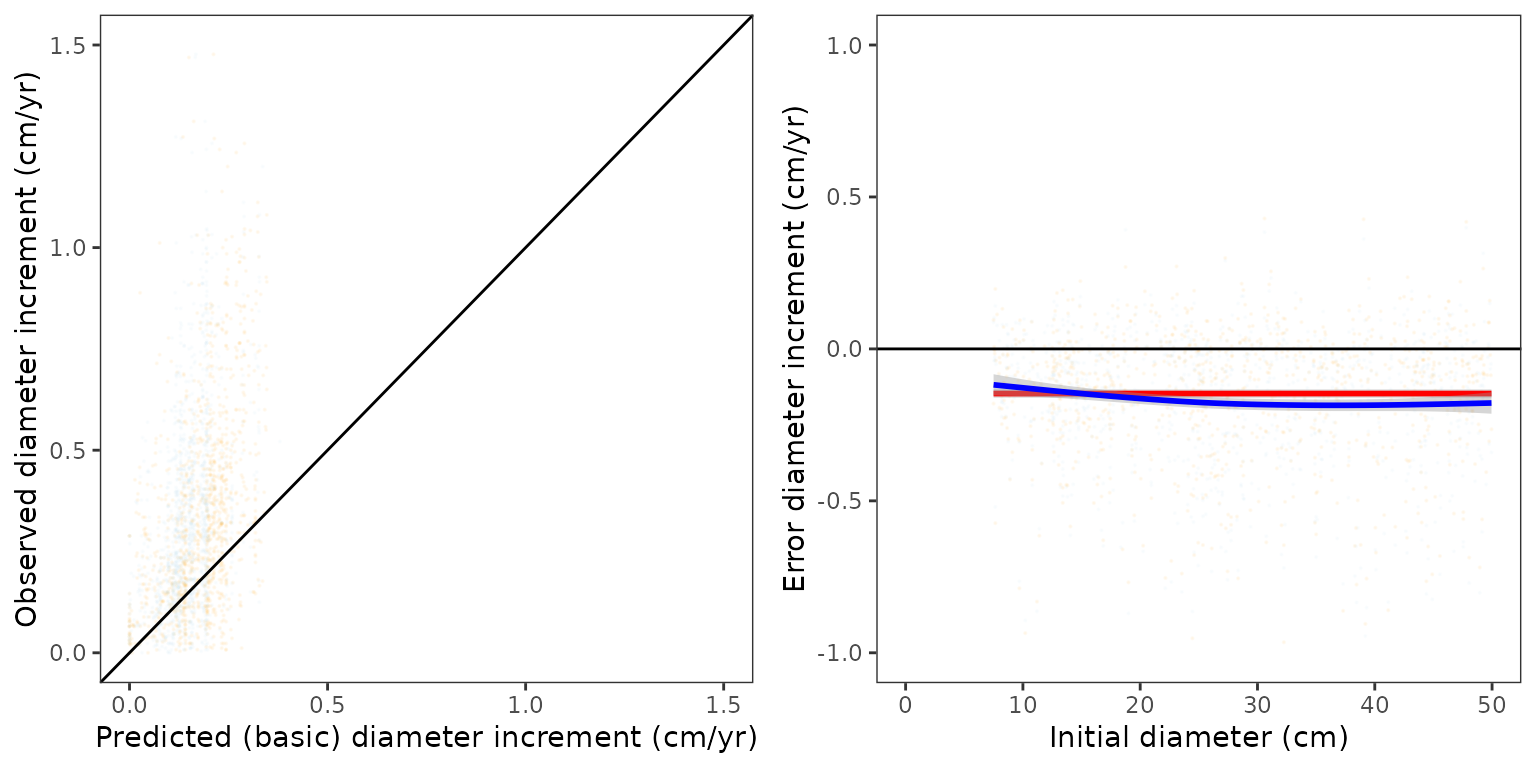 Observed diameter increment (cm/yr)
1.5
1.0
0.5
0.0
0.0 0.5 1.0 1.5
Predicted (basic) diameter increment (cm/yr)
Error diameter increment (cm/yr)
1.0
0.5
0.0
-0.5
-1.0
0 10 20 30 40 50
Initial diameter (cm)